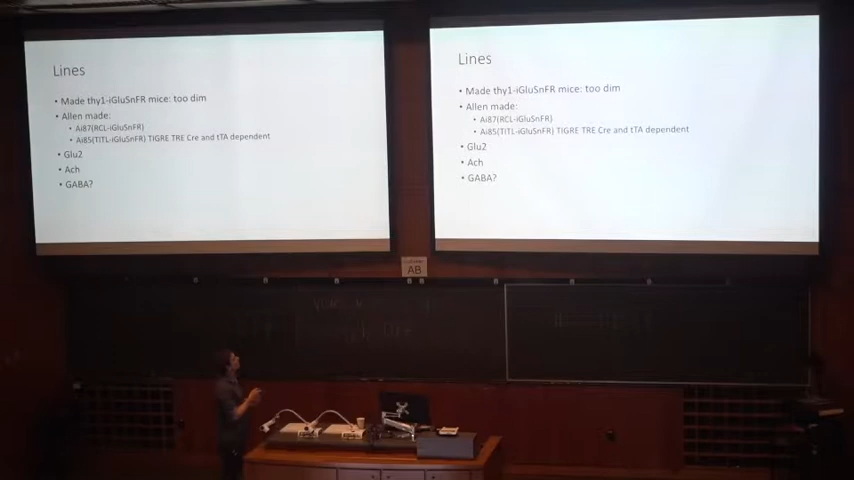 Lines
• Made thy1-iGluSnFR mice: too dim
• Allen made:
• Ai87(RCL-iGluSnFR)
• Ai85(TITL-iGluSnFR) TIGRE TRE Cre and tTA dependent
• Glu2
• Ach
• GABA?
Lines
• Made thy1-iGluSnFR mice: too dim
• Allen made:
• Ai87(RCL-iGluSnFR)
• Ai85(TITL-iGluSnFR) TIGRE TRE Cre and tTA dependent
• Glu2
• Ach
• GABA?
AB